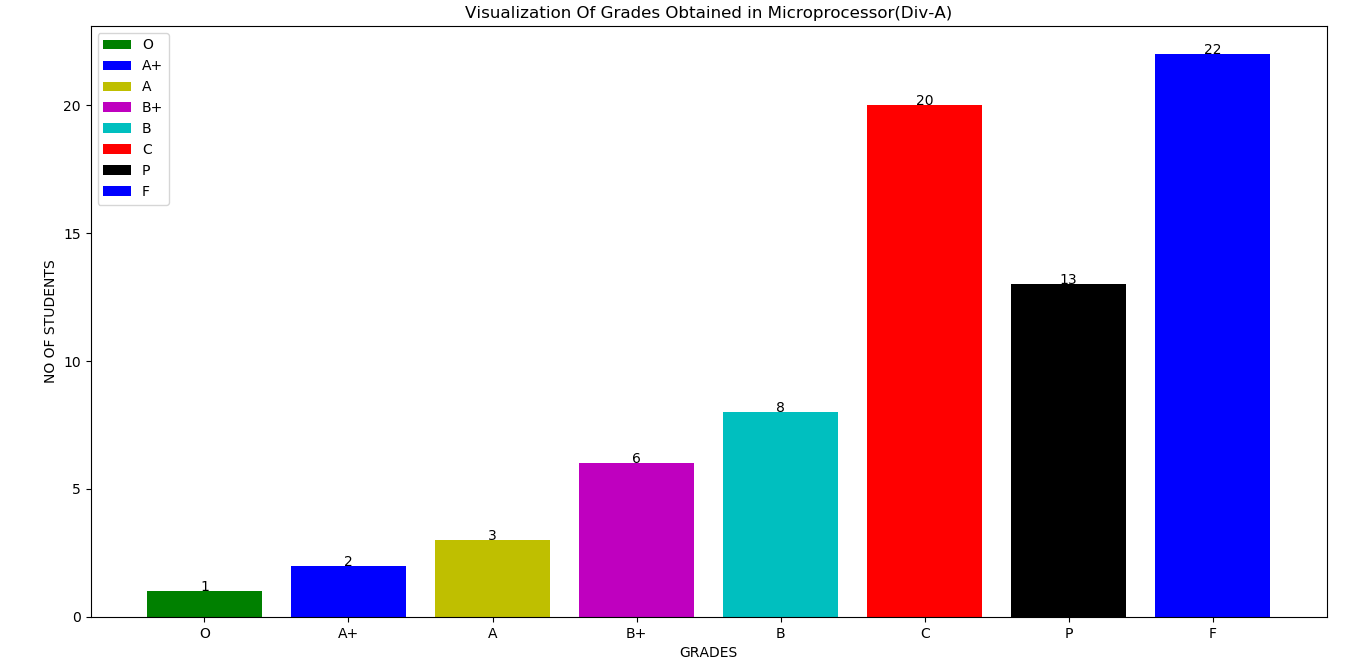 Visualization Of Grades Obtained in Microprocessor(Div-A)
O
A+
A
B+
B
C
P
F
NO OF STUDENTS
20
15
10
5
0
1
2
3
6
8
20
13
22
O A+ A B+ B C P F
GRADES